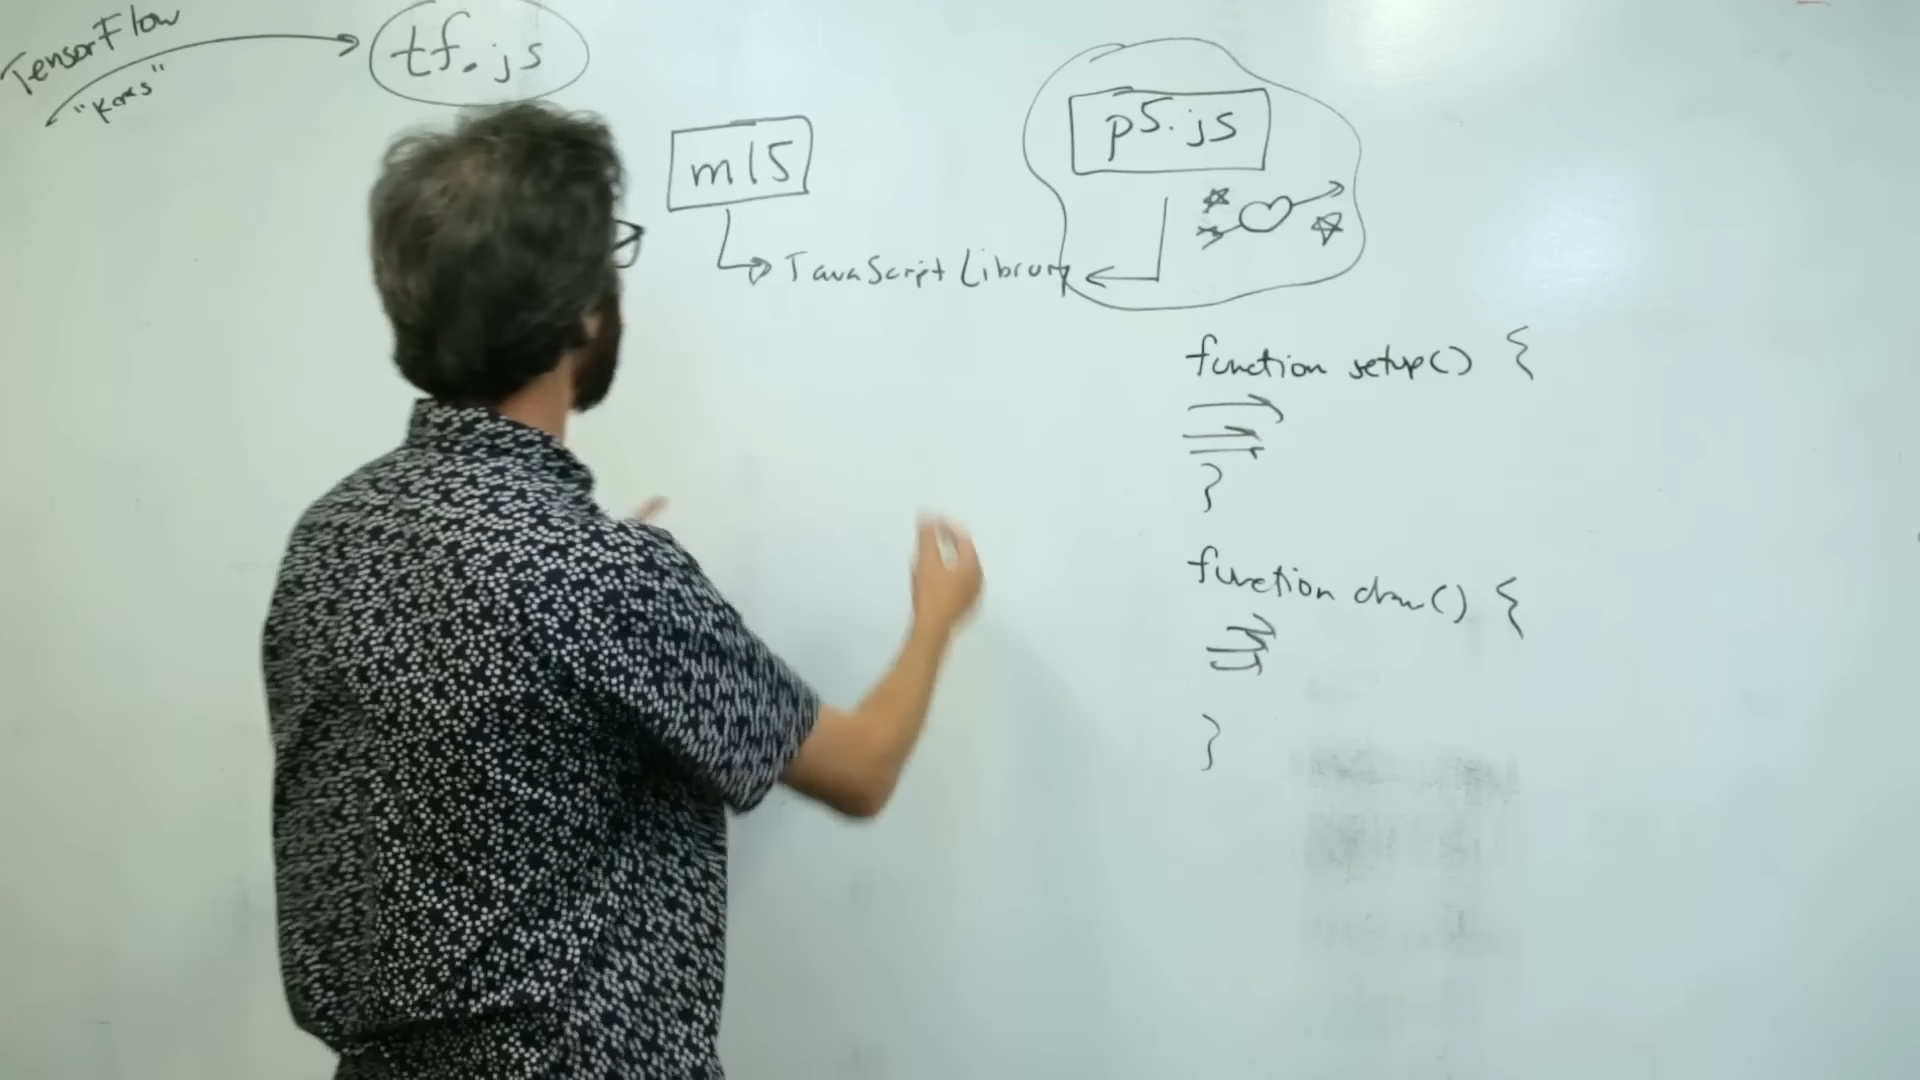 TensorFlow
"Keras"
tf.js
ml5
p5.js
JavaScript Library
function setup() {
}
function draw() {
}